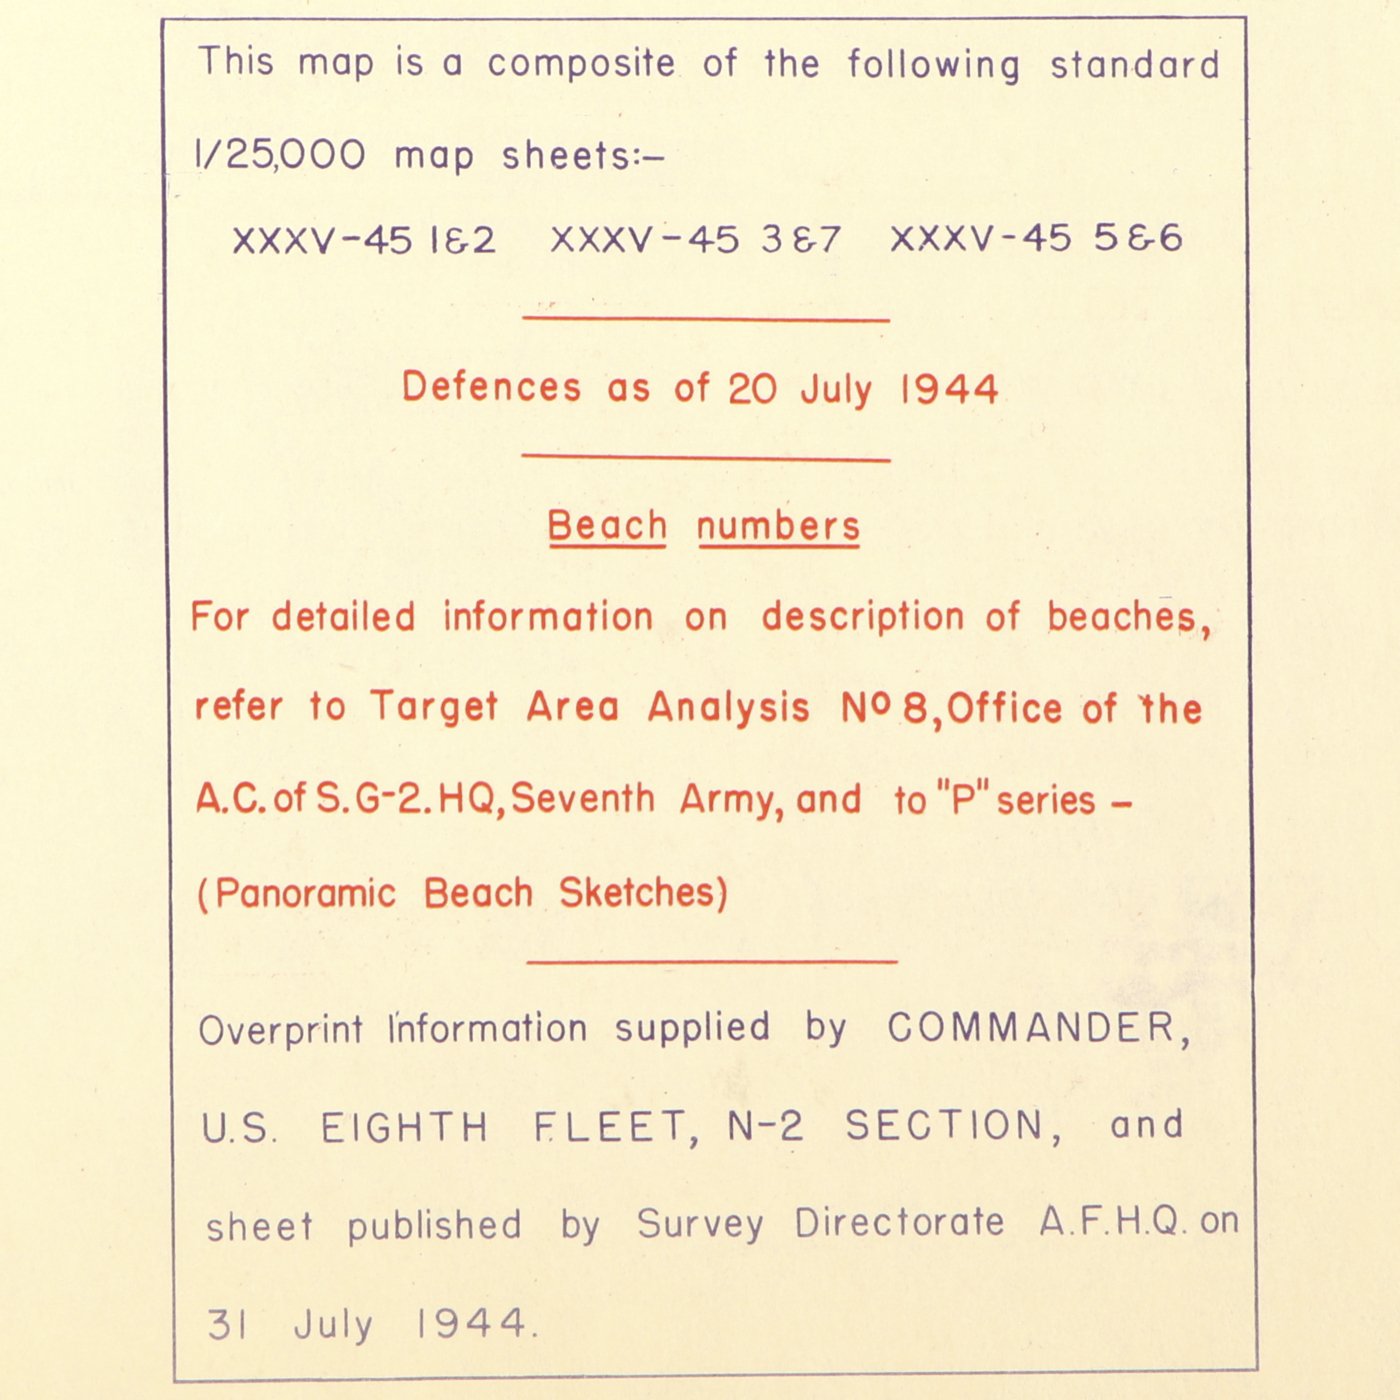 This map is a composite of the following standard
1/25,000 map sheets:–
XXXV-45 1&2 XXXV-45 3&7 XXXV-45 5&6
Defences as of 20 July 1944
Beach numbers
For detailed information on description of beaches,
refer to Target Area Analysis Nº 8, Office of the
A.C. of S. G-2. HQ, Seventh Army, and to "P" series –
(Panoramic Beach Sketches)
Overprint Information supplied by COMMANDER,
U.S. EIGHTH FLEET, N-2 SECTION, and
sheet published by Survey Directorate A.F.H.Q. on
31 July 1944.